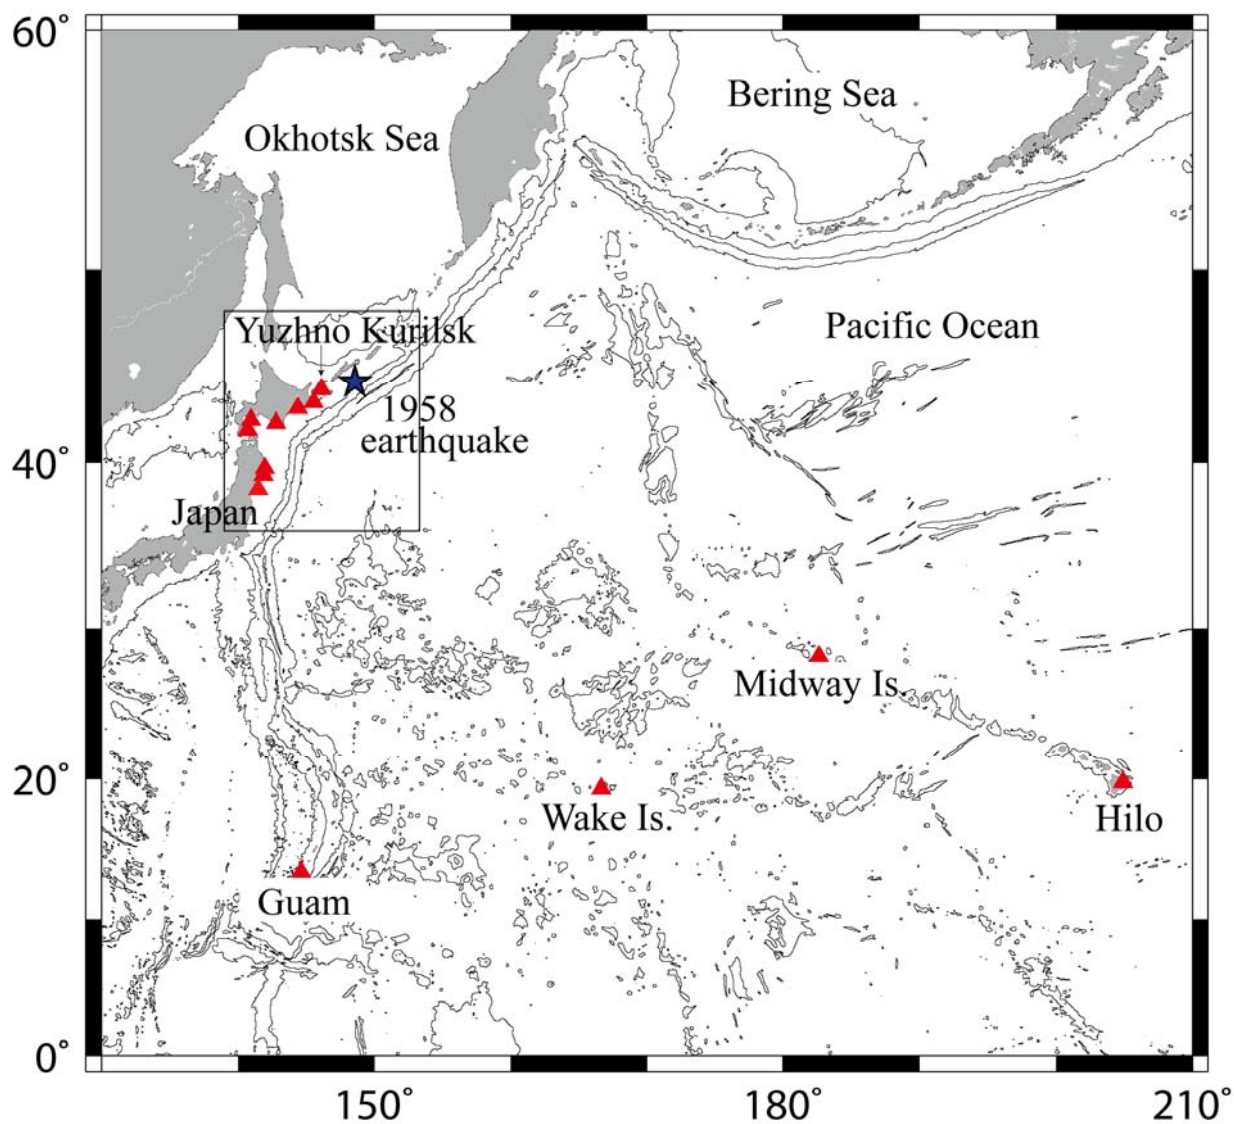 60°
Bering Sea
Okhotsk Sea
Pacific Ocean
Yuzhno Kurilsk
1958
earthquake
40°
Japan
Midway Is.
20°
Wake Is.
Hilo
Guam
0°
150°
180°
210°